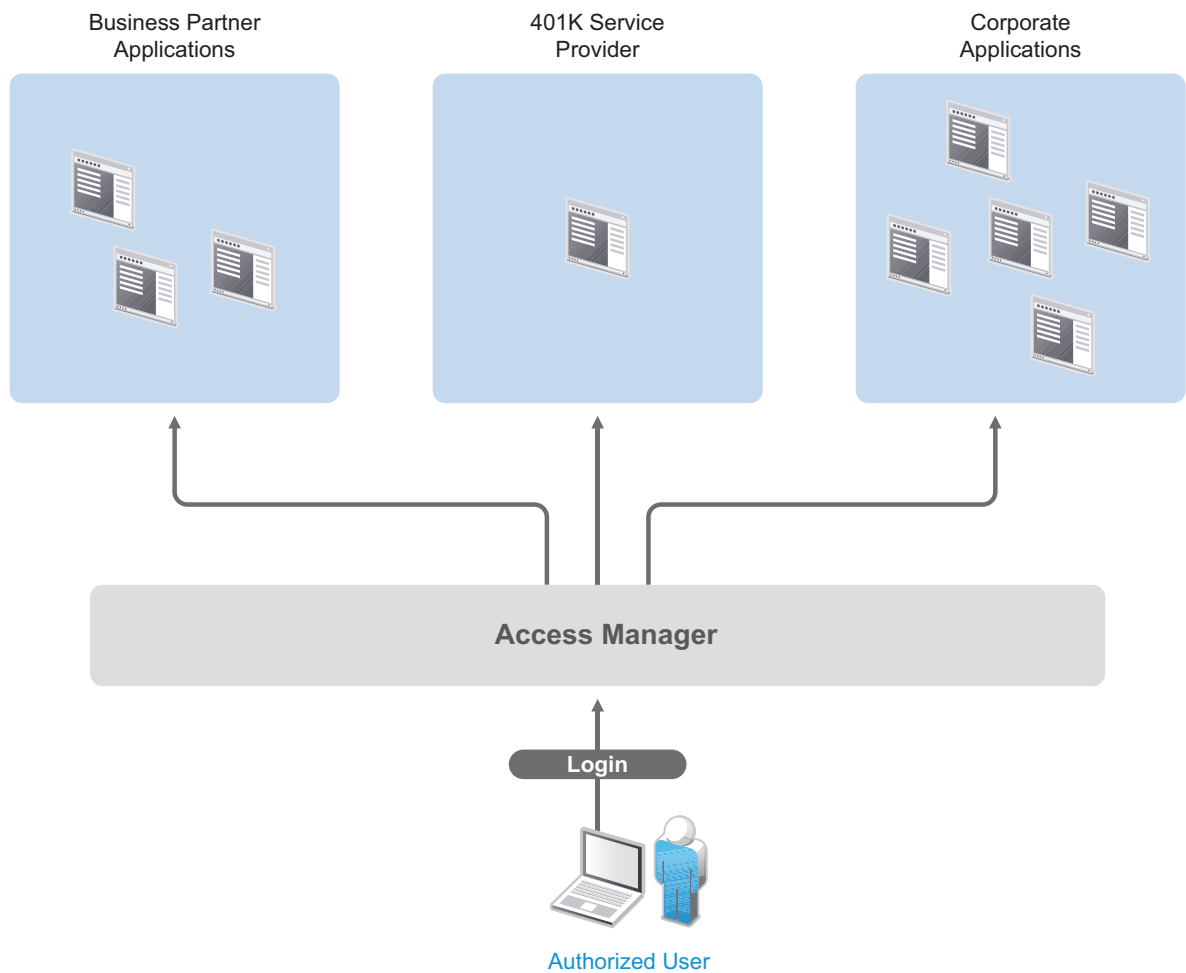 Business Partner
Applications
401K Service
Provider
Corporate
Applications
Access Manager
Login
Authorized User